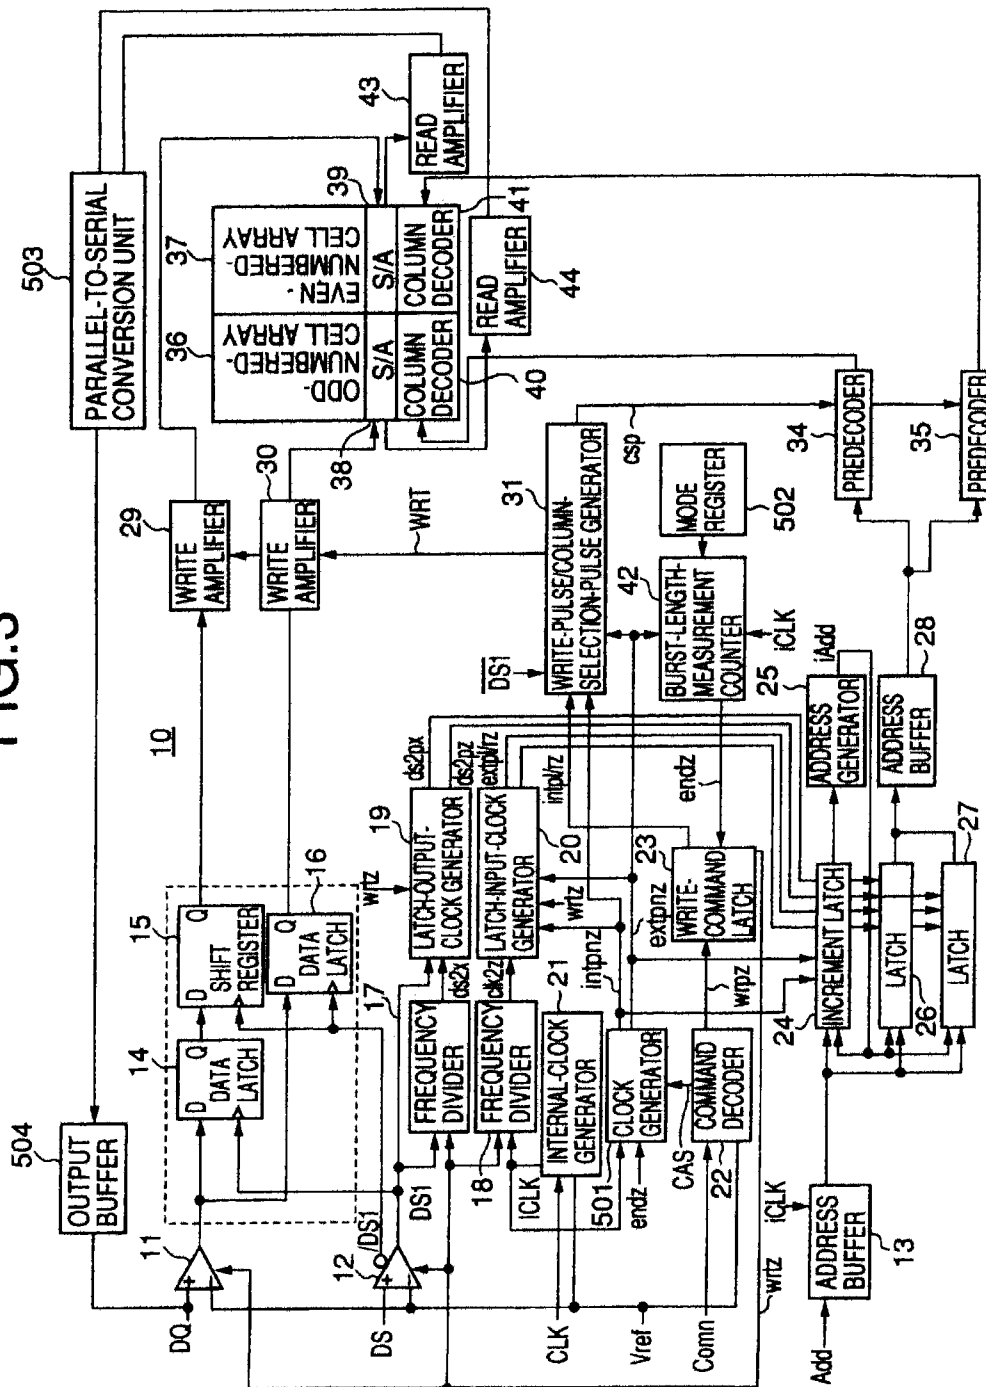 FIG.3
10
503
PARALLEL-TO-SERIAL
CONVERSION UNIT
504
OUTPUT
BUFFER
11
DQ
12
DS
/DS1
DS1
14
D Q
DATA
LATCH
15
D Q
SHIFT
REGISTER
16
D Q
DATA
LATCH
29
WRITE
AMPLIFIER
30
WRITE
AMPLIFIER
WRT
36
ODD-
NUMBERED-
CELL ARRAY
37
EVEN-
NUMBERED-
CELL ARRAY
38
S/A
39
S/A
40
COLUMN
DECODER
41
COLUMN
DECODER
43
READ
AMPLIFIER
44
READ
AMPLIFIER
17
FREQUENCY
DIVIDER
ds2x
18
FREQUENCY
DIVIDER
clk2z
iCLK
wrtz
19
LATCH-OUTPUT-
CLOCK GENERATOR
ds2px
ds2pz
20
LATCH-INPUT-CLOCK
GENERATOR
wrtz
21
INTERNAL-CLOCK
GENERATOR
CLK
501
CLOCK
GENERATOR
endz
intpnz
extpnz
CAS
22
COMMAND
DECODER
Comn
Vref
wrpz
23
WRITE-
COMMAND
LATCH
endz
wrtz
31
WRITE-PULSE/COLUMN-
SELECTION-PULSE GENERATOR
DS1
csp
42
BURST-LENGTH-
MEASUREMENT
COUNTER
iCLK
MODE
REGISTER
502
13
ADDRESS
BUFFER
Add
iCLK
24
INCREMENT LATCH
25
ADDRESS
GENERATOR
iAdd
26
LATCH
27
LATCH
28
ADDRESS
BUFFER
34
PREDECODER
35
PREDECODER